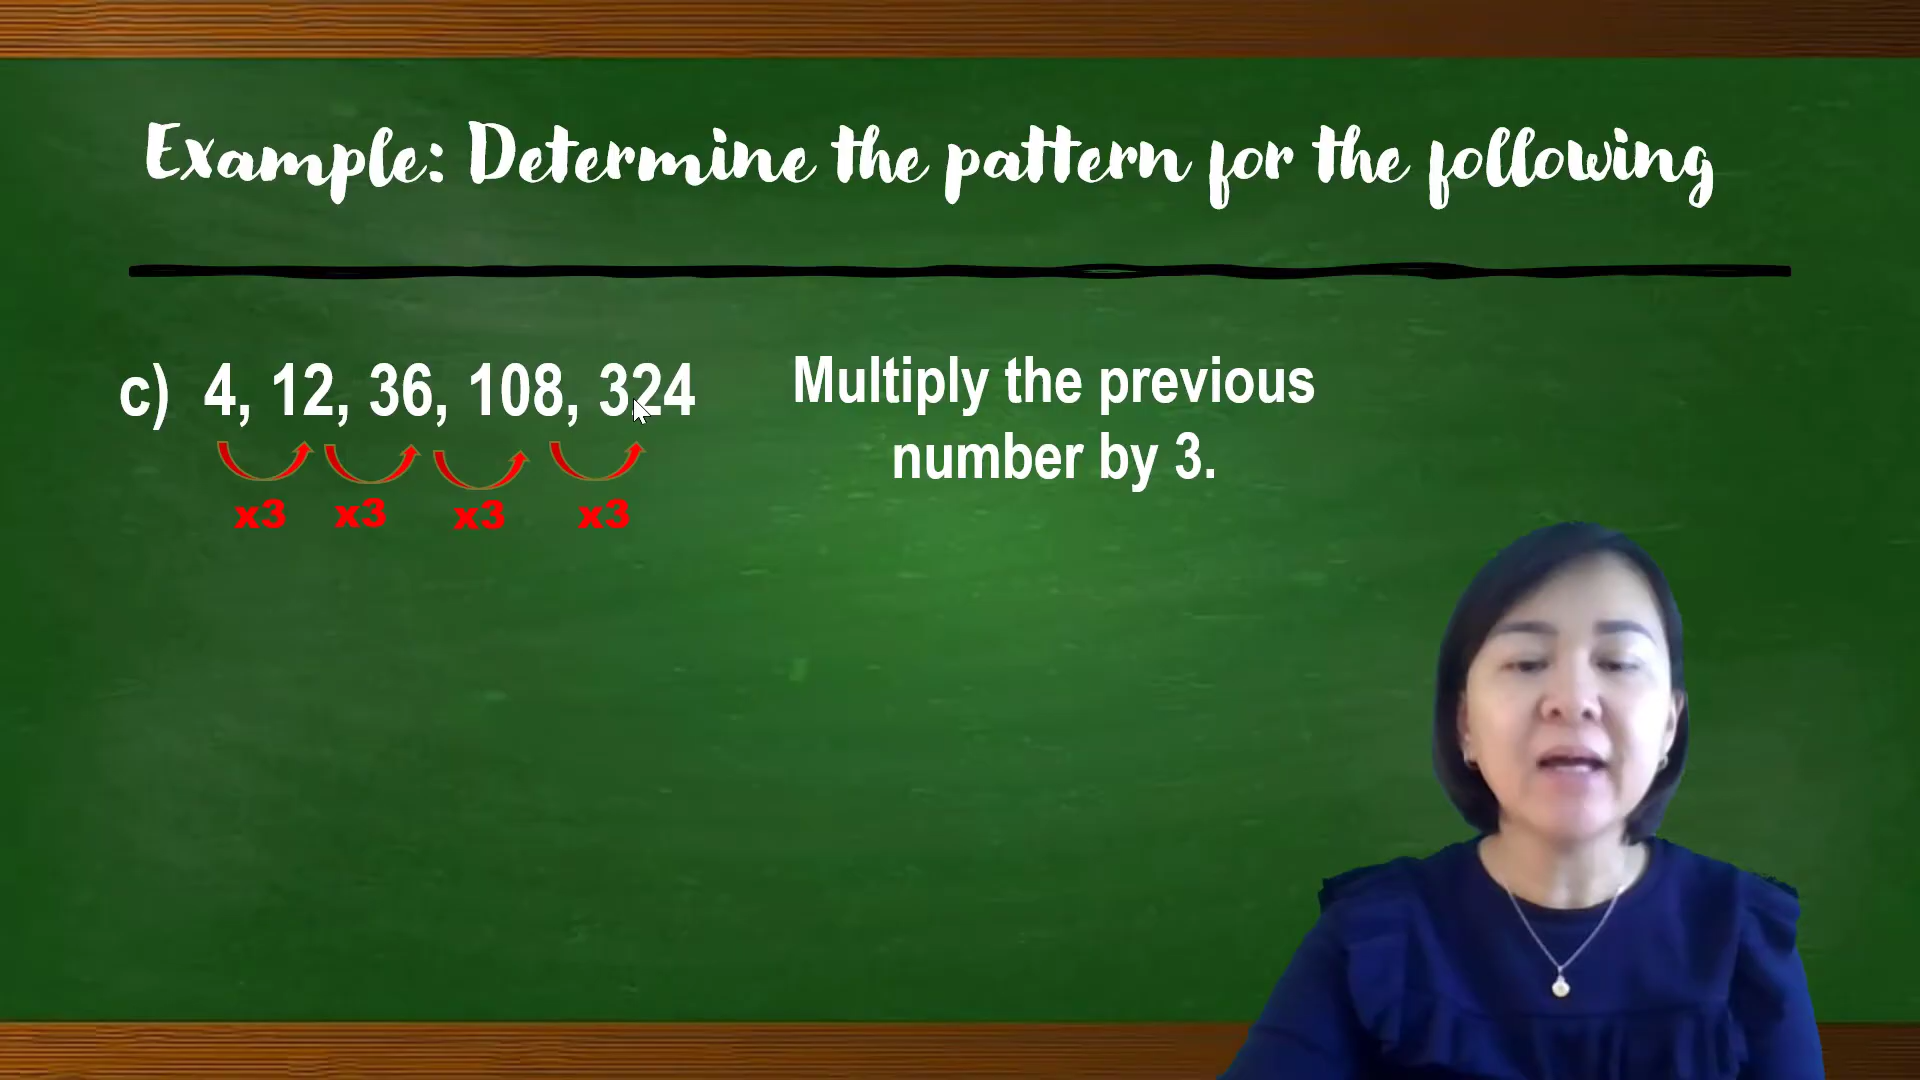 Example: Determine the pattern for the following
c) 4, 12, 36, 108, 324
x3 x3 x3 x3
Multiply the previous
number by 3.